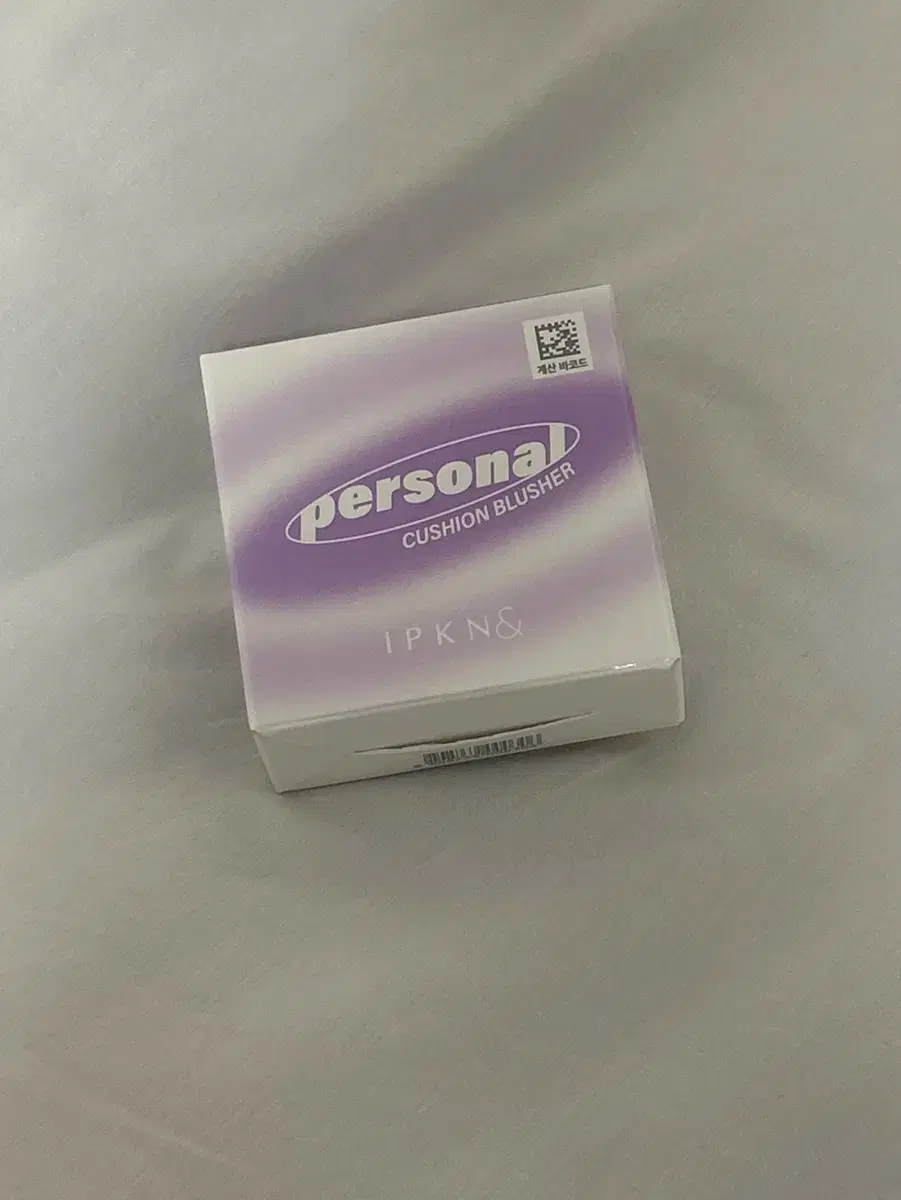 계산 바코드
personal
CUSHION BLUSHER
IPKN&